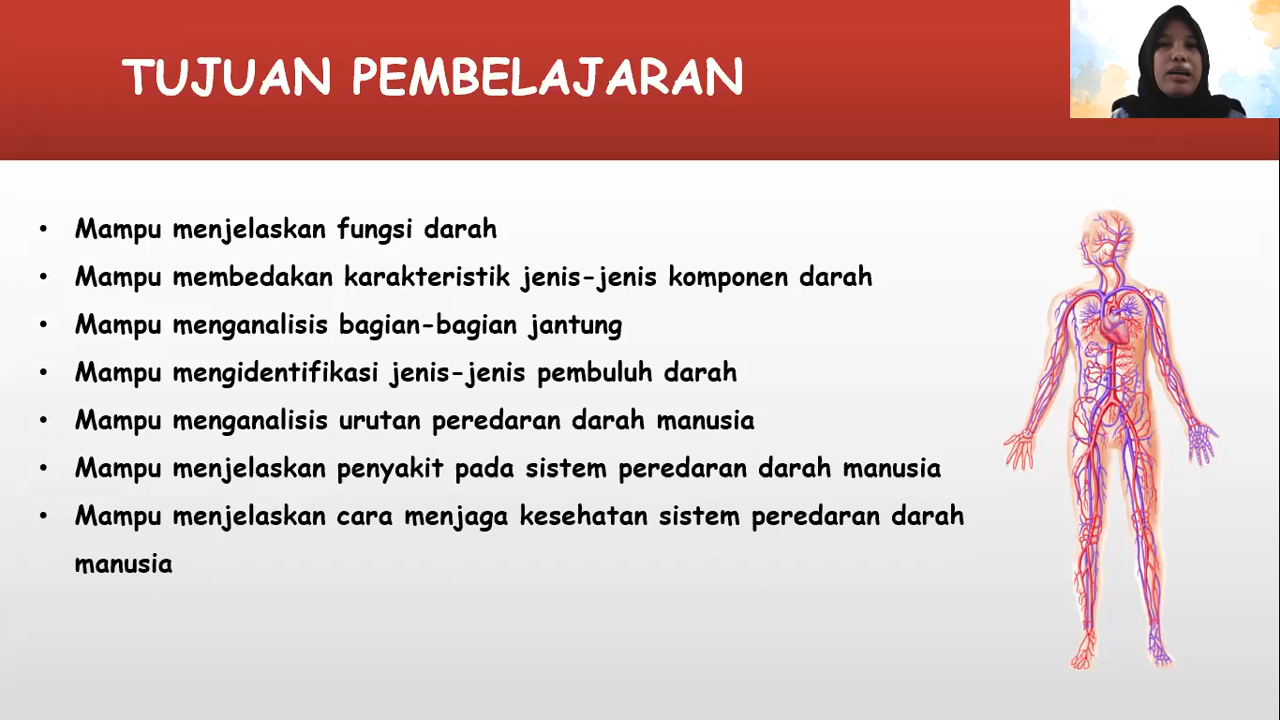 TUJUAN PEMBELAJARAN
• Mampu menjelaskan fungsi darah
• Mampu membedakan karakteristik jenis-jenis komponen darah
• Mampu menganalisis bagian-bagian jantung
• Mampu mengidentifikasi jenis-jenis pembuluh darah
• Mampu menganalisis urutan peredaran darah manusia
• Mampu menjelaskan penyakit pada sistem peredaran darah manusia
• Mampu menjelaskan cara menjaga kesehatan sistem peredaran darah
manusia